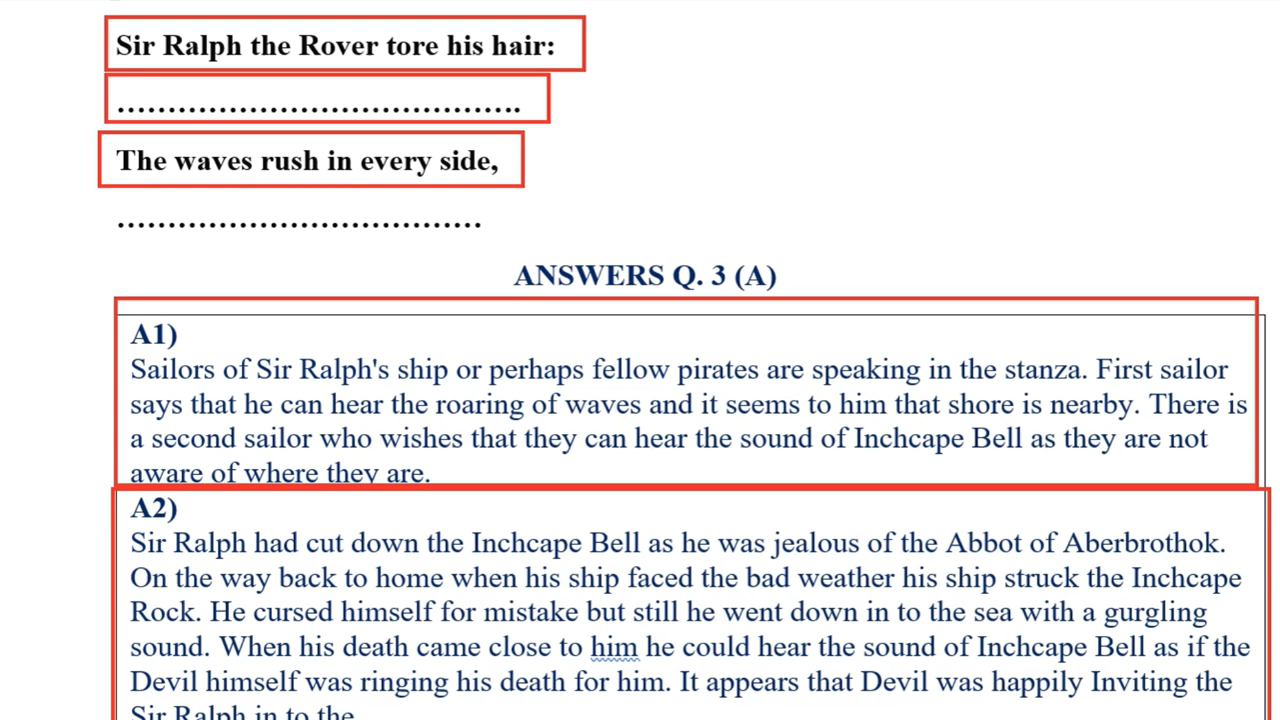 Sir Ralph the Rover tore his hair:
…………………………………….
The waves rush in every side,
………………………………
ANSWERS Q. 3 (A)
A1)
Sailors of Sir Ralph's ship or perhaps fellow pirates are speaking in the stanza. First sailor
says that he can hear the roaring of waves and it seems to him that shore is nearby. There is
a second sailor who wishes that they can hear the sound of Inchcape Bell as they are not
aware of where they are.
A2)
Sir Ralph had cut down the Inchcape Bell as he was jealous of the Abbot of Aberbrothok.
On the way back to home when his ship faced the bad weather his ship struck the Inchcape
Rock. He cursed himself for mistake but still he went down in to the sea with a gurgling
sound. When his death came close to him he could hear the sound of Inchcape Bell as if the
Devil himself was ringing his death for him. It appears that Devil was happily Inviting the
Sir Ralph in to the